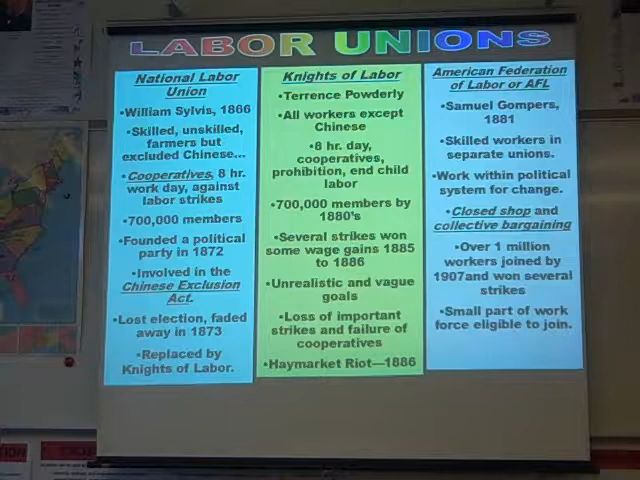 LABOR UNIONS
National Labor
Union
•William Sylvis, 1866
•Skilled, unskilled,
farmers but
excluded Chinese...
•Cooperatives, 8 hr.
work day, against
labor strikes
•700,000 members
•Founded a political
party in 1872
•Involved in the
Chinese Exclusion
Act.
•Lost election, faded
away in 1873
•Replaced by
Knights of Labor.
Knights of Labor
•Terrence Powderly
•All workers except
Chinese
•8 hr. day,
cooperatives,
prohibition, end child
labor
•700,000 members by
1880's
•Several strikes won
some wage gains 1885
to 1886
•Unrealistic and vague
goals
•Loss of important
strikes and failure of
cooperatives
•Haymarket Riot—1886
American Federation
of Labor or AFL
•Samuel Gompers,
1881
•Skilled workers in
separate unions.
•Work within political
system for change.
•Closed shop and
collective bargaining
•Over 1 million
workers joined by
1907and won several
strikes
•Small part of work
force eligible to join.